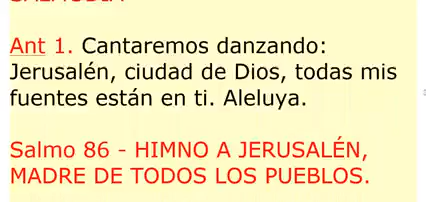 Ant 1. Cantaremos danzando:
Jerusalén, ciudad de Dios, todas mis
fuentes están en ti. Aleluya.
Salmo 86 - HIMNO A JERUSALÉN,
MADRE DE TODOS LOS PUEBLOS.